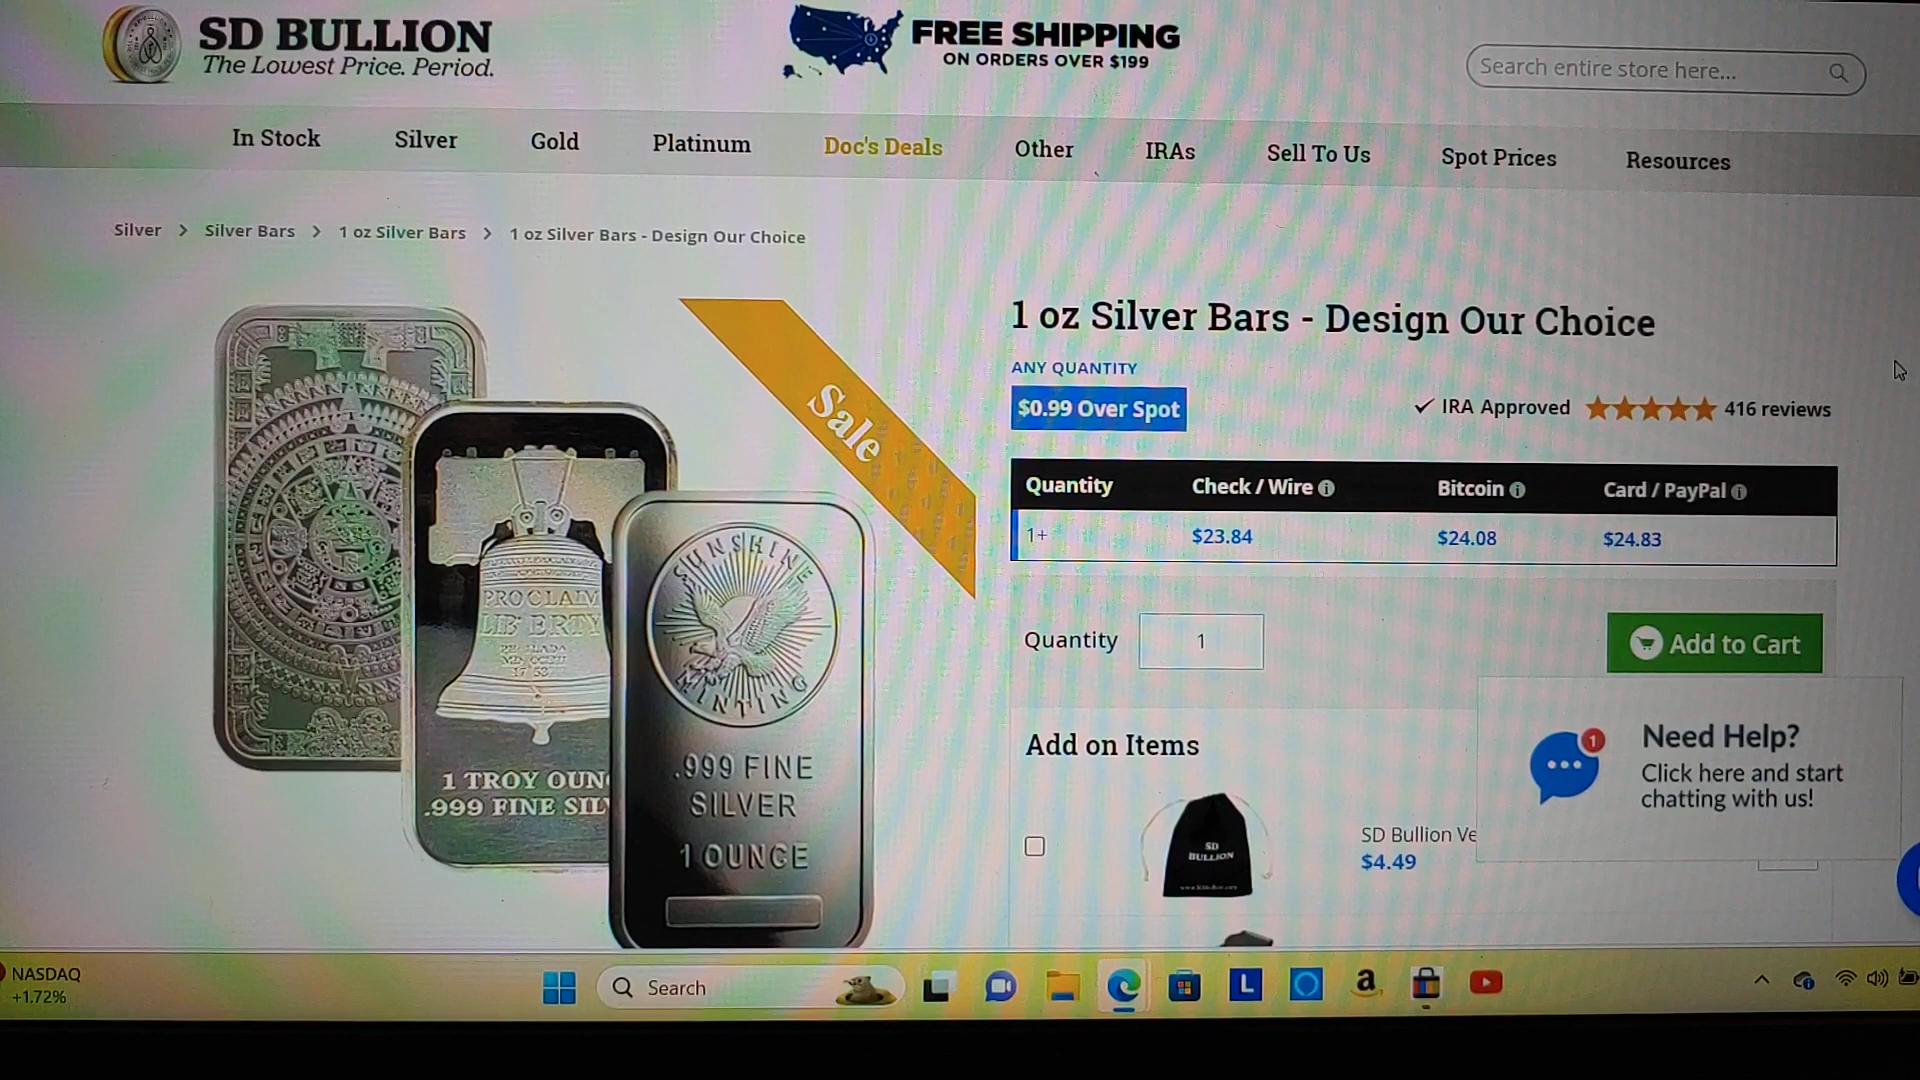 SD BULLION
The Lowest Price. Period.
FREE SHIPPING
ON ORDERS OVER $199
Search entire store here...
In Stock Silver Gold Platinum Doc's Deals Other IRAs Sell To Us Spot Prices Resources
Silver > Silver Bars > 1 oz Silver Bars > 1 oz Silver Bars - Design Our Choice
Sale
PROCLAIM
LIBERTY
1 TROY OUN
.999 FINE SIL
SUNSHINE
MINTING
.999 FINE
SILVER
1 OUNCE
1 oz Silver Bars - Design Our Choice
ANY QUANTITY
$0.99 Over Spot
IRA Approved 416 reviews
Quantity Check / Wire Bitcoin Card / PayPal
1+ $23.84 $24.08 $24.83
Quantity 1 Add to Cart
Add on Items
SD
BULLION
SD Bullion Ve
$4.49
1
Need Help?
Click here and start
chatting with us!
NASDAQ
+1.72%
Search
L
a